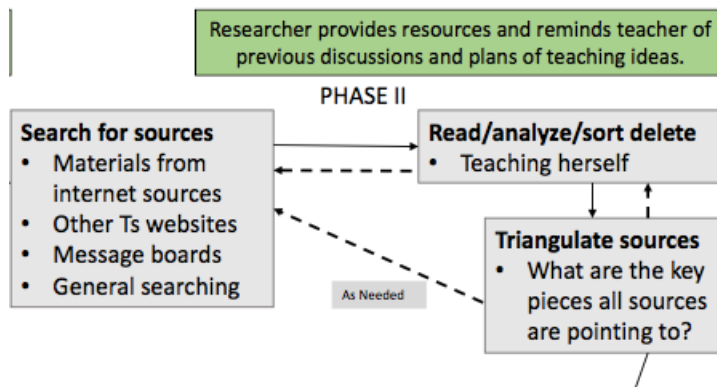 Researcher provides resources and reminds teacher of
previous discussions and plans of teaching ideas.
PHASE II
Search for sources
• Materials from
internet sources
• Other Ts websites
• Message boards
• General searching
Read/analyze/sort delete
• Teaching herself
Triangulate sources
• What are the key
pieces all sources
are pointing to?
As Needed